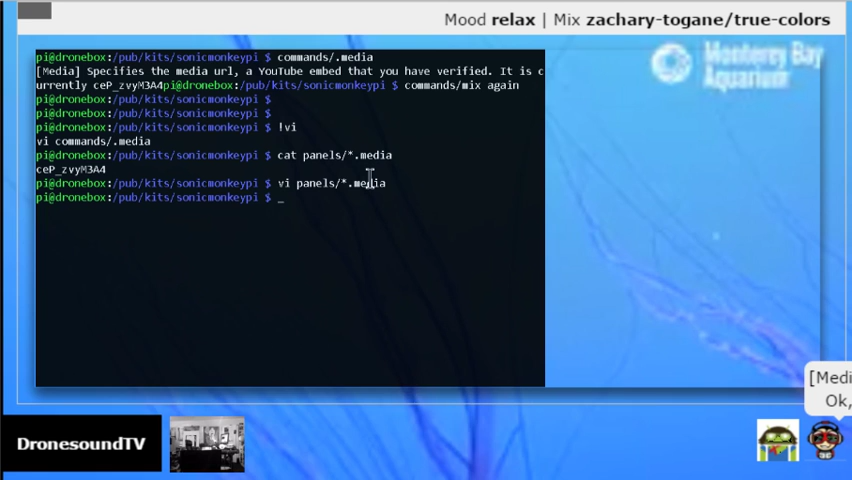 Mood relax | Mix zachary-togane/true-colors
Monterey Bay
Aquarium
pi@dronebox:/pub/kits/sonicmonkeypi $ commands/.media
[Media] Specifies the media url, a YouTube embed that you have verified. It is c
urrently ceP_zvyM3A4pi@dronebox:/pub/kits/sonicmonkeypi $ commands/mix again
pi@dronebox:/pub/kits/sonicmonkeypi $
pi@dronebox:/pub/kits/sonicmonkeypi $
pi@dronebox:/pub/kits/sonicmonkeypi $ !vi
vi commands/.media
pi@dronebox:/pub/kits/sonicmonkeypi $ cat panels/*.media
ceP_zvyM3A4
pi@dronebox:/pub/kits/sonicmonkeypi $ vi panels/*.media
pi@dronebox:/pub/kits/sonicmonkeypi $ _
[Medi
Ok,
DronesoundTV